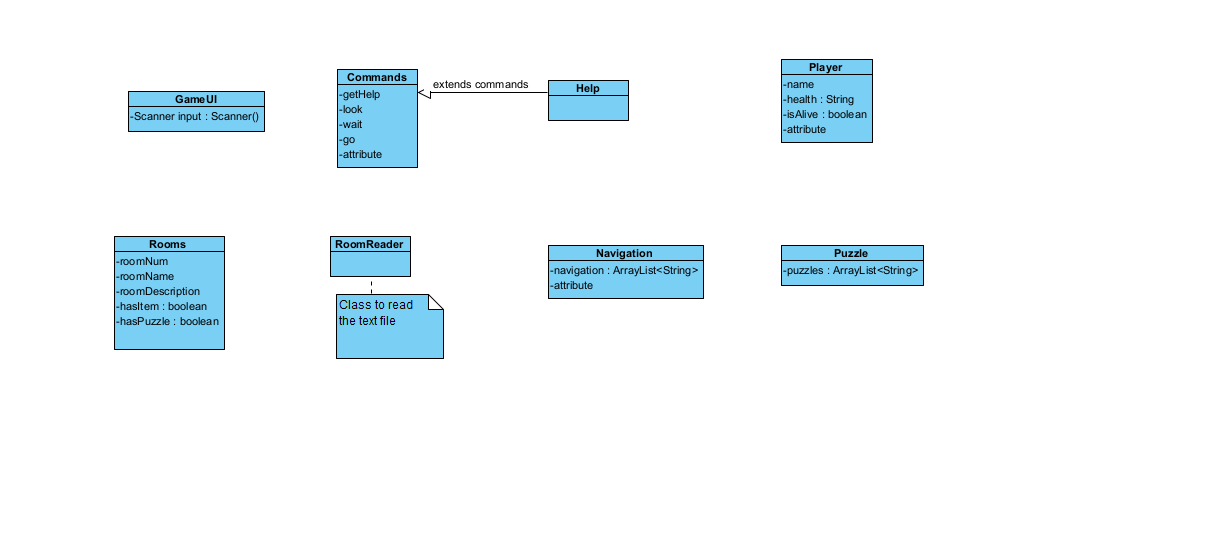 GameUI
-Scanner input : Scanner()
Commands
-getHelp
-look
-wait
-go
-attribute
extends commands
Help
Player
-name
-health : String
-isAlive : boolean
-attribute
Rooms
-roomNum
-roomName
-roomDescription
-hasItem : boolean
-hasPuzzle : boolean
RoomReader
Class to read
the text file
Navigation
-navigation : ArrayList<String>
-attribute
Puzzle
-puzzles : ArrayList<String>